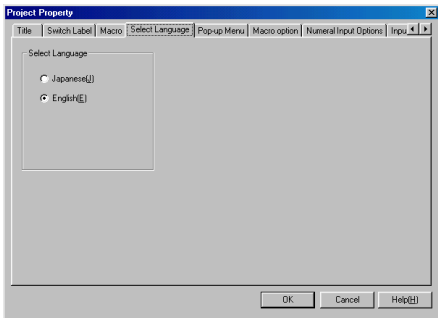 Project Property
Title Switch Label Macro Select Language Pop-up Menu Macro option Numeral Input Options Inpu
Select Language
Japanese(J)
English(E)
OK Cancel Help(H)